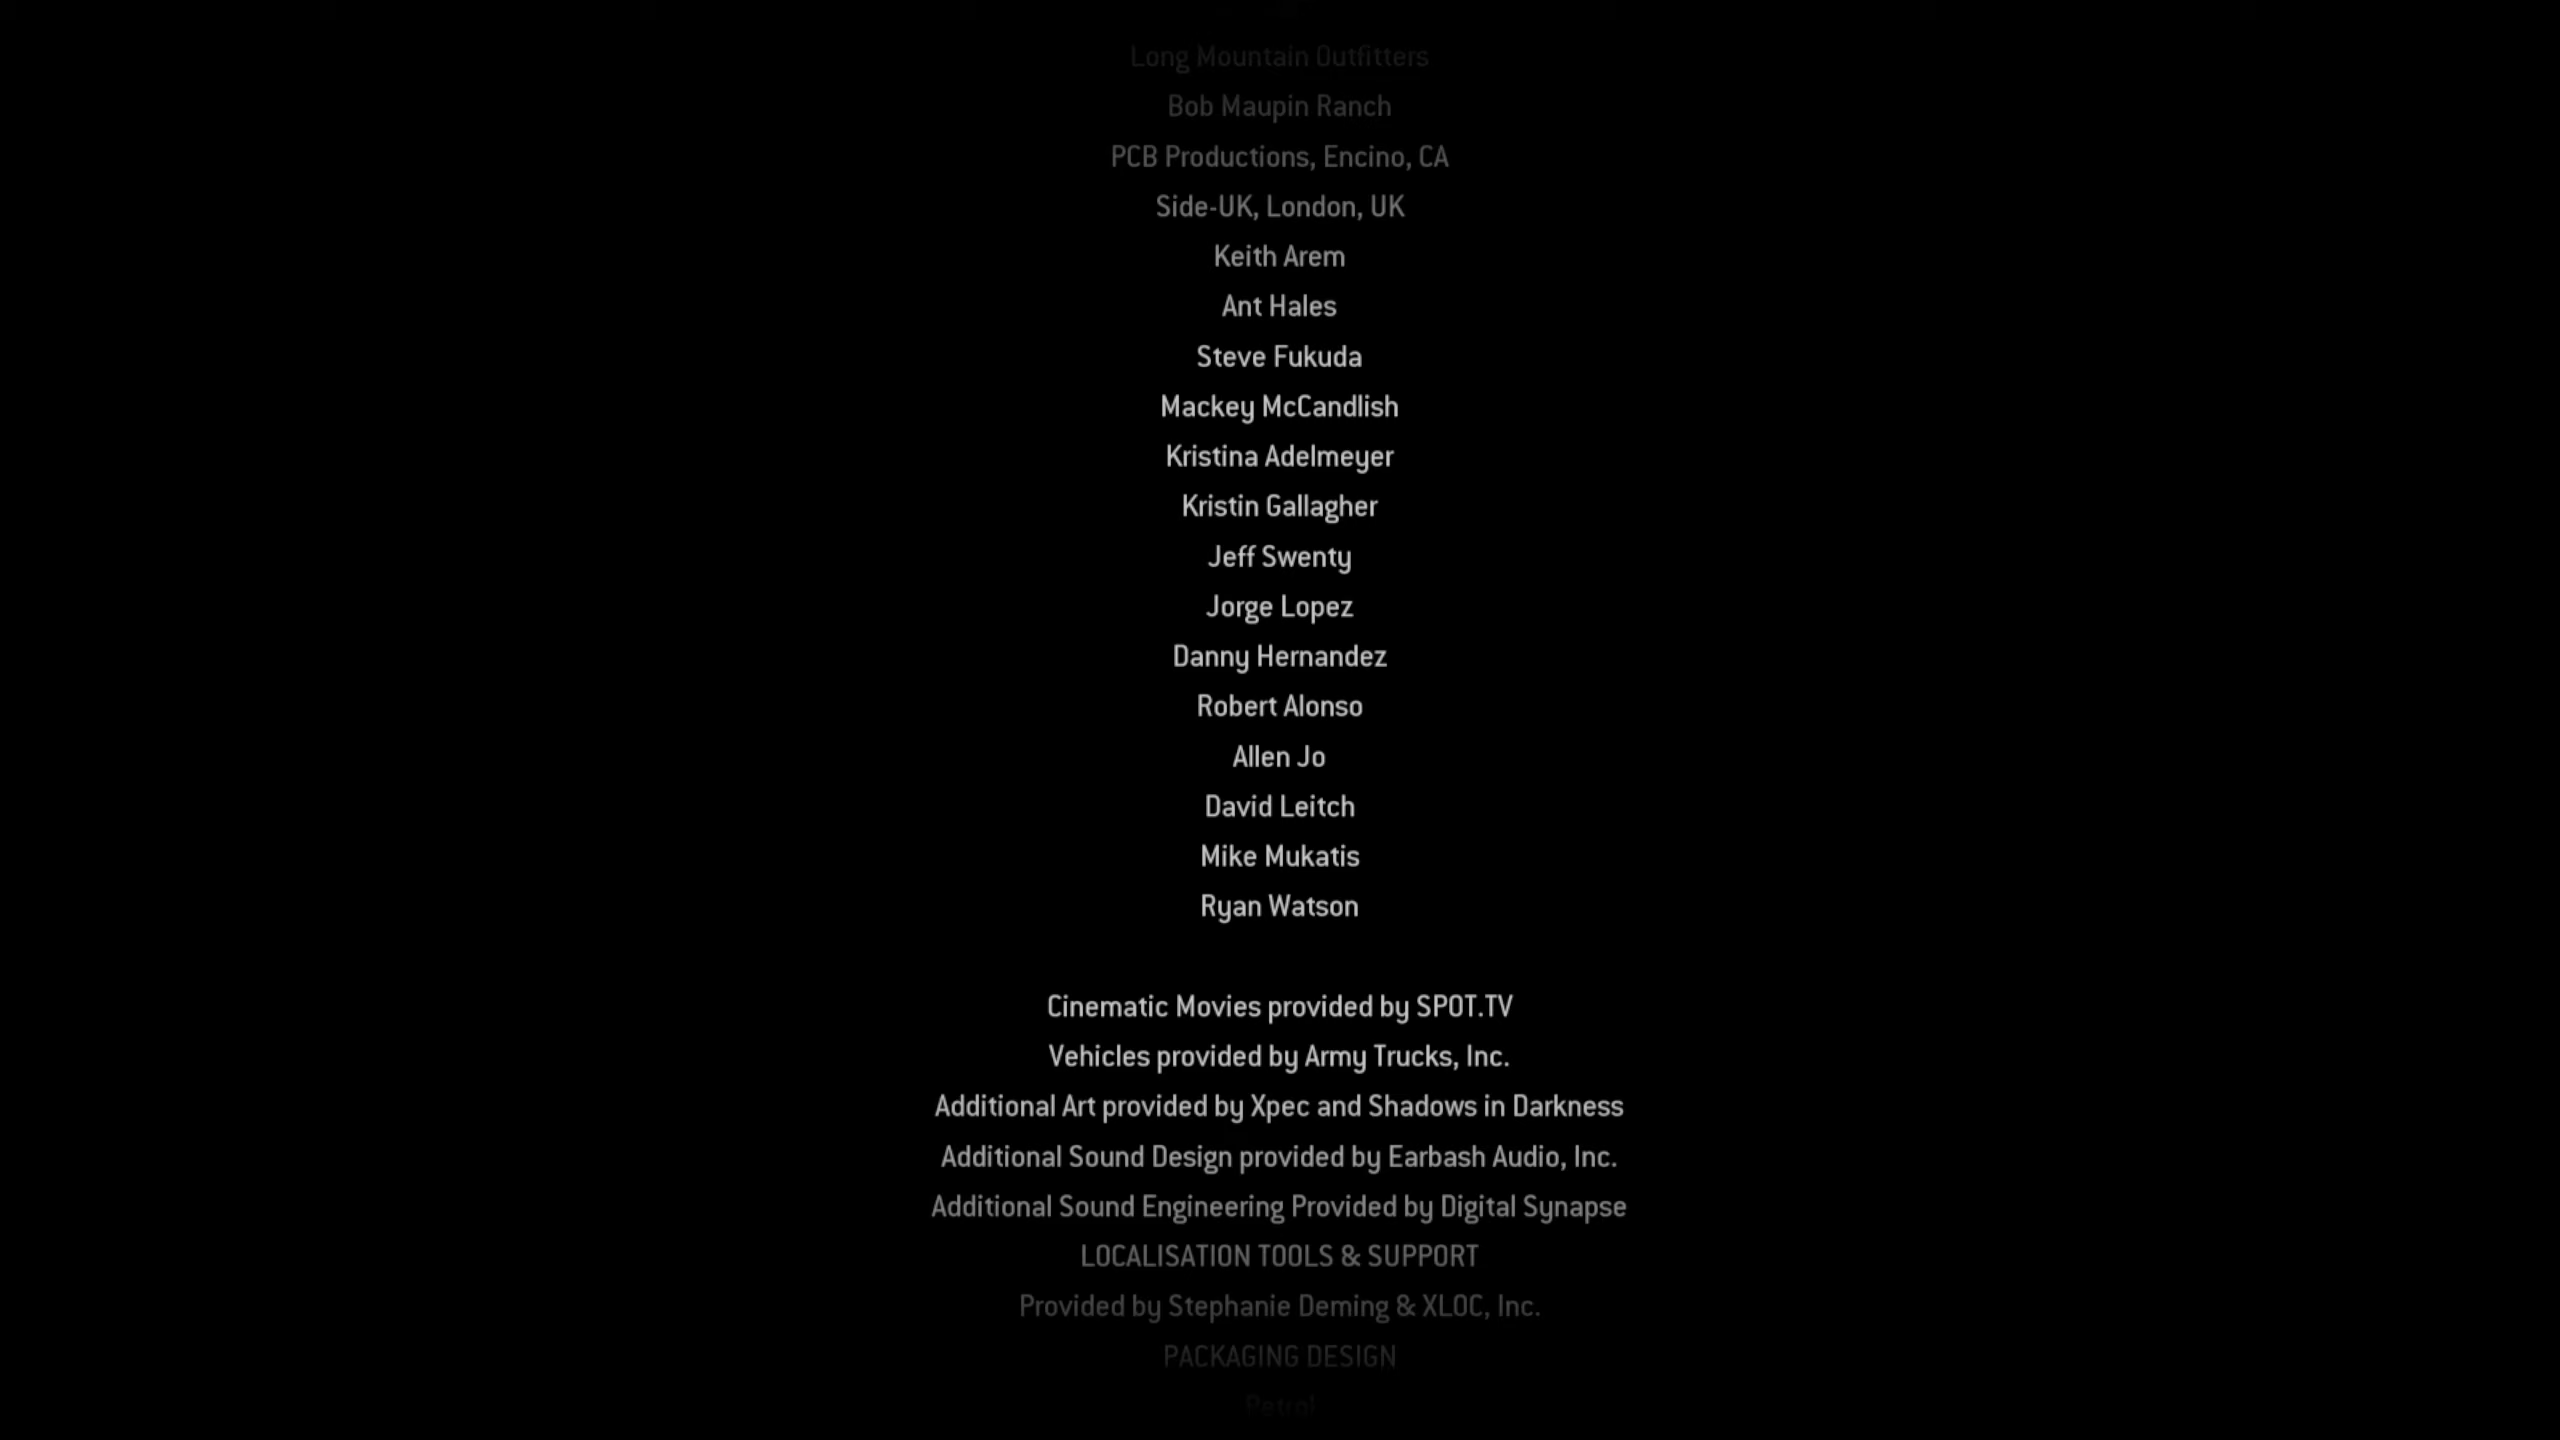 Long Mountain Outfitters
Bob Maupin Ranch
PCB Productions, Encino, CA
Side-UK, London, UK
Keith Arem
Ant Hales
Steve Fukuda
Mackey McCandlish
Kristina Adelmeyer
Kristin Gallagher
Jeff Swenty
Jorge Lopez
Danny Hernandez
Robert Alonso
Allen Jo
David Leitch
Mike Mukatis
Ryan Watson
Cinematic Movies provided by SPOT.TV
Vehicles provided by Army Trucks, Inc.
Additional Art provided by Xpec and Shadows in Darkness
Additional Sound Design provided by Earbash Audio, Inc.
Additional Sound Engineering Provided by Digital Synapse
LOCALISATION TOOLS & SUPPORT
Provided by Stephanie Deming & XLOC, Inc.
PACKAGING DESIGN
Petrol